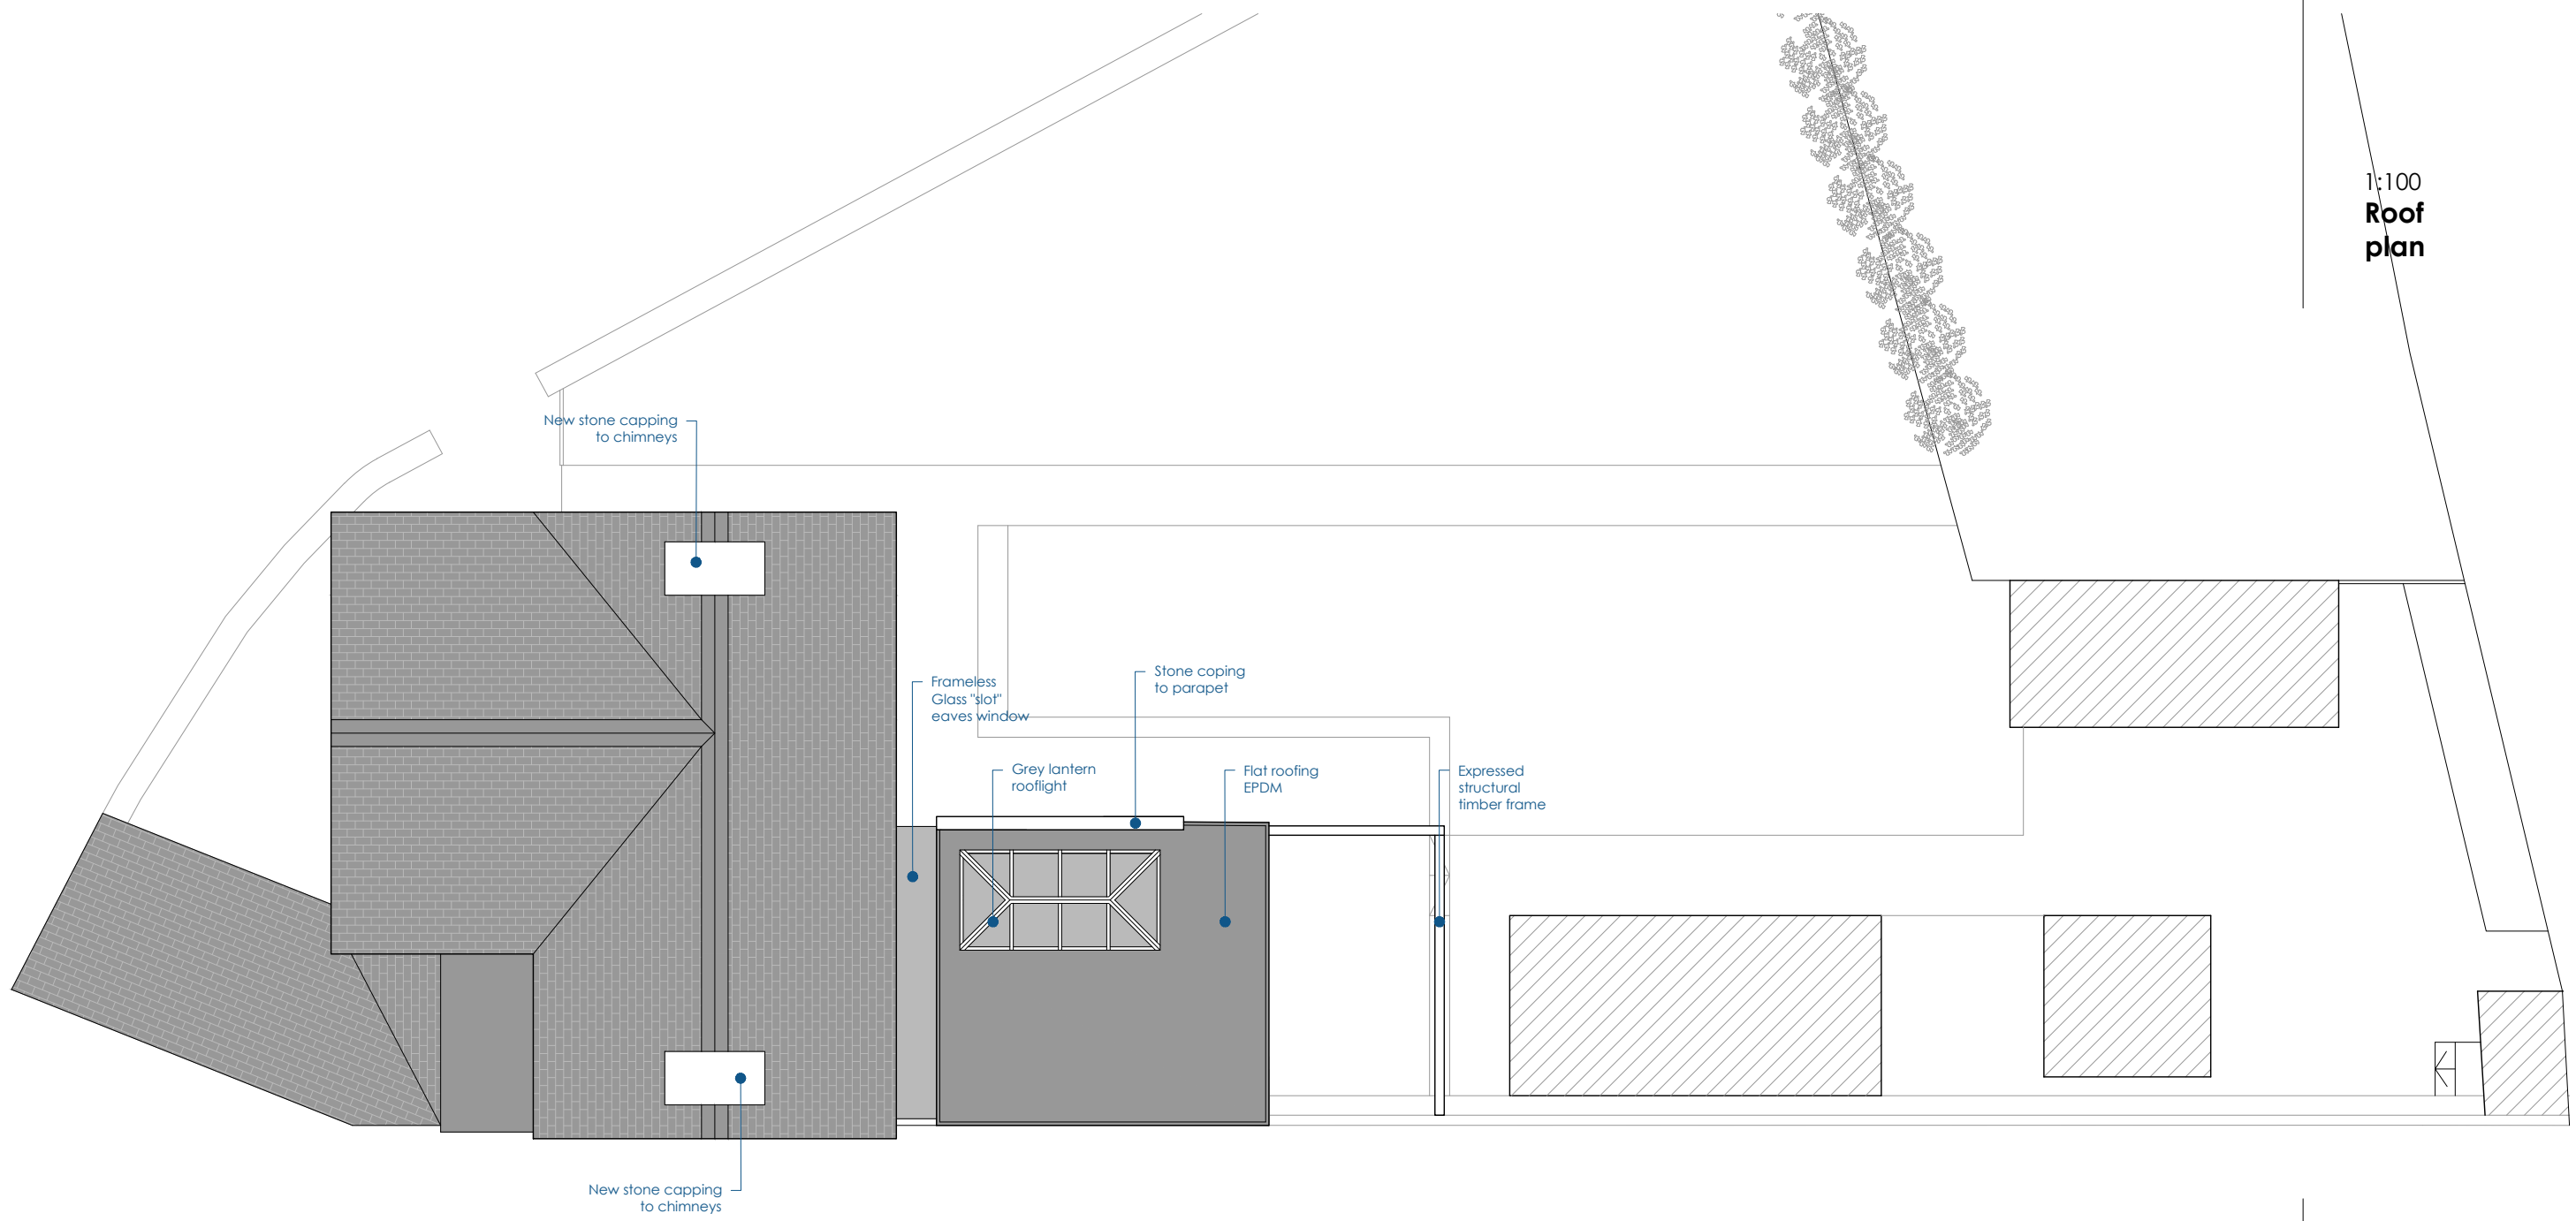 1:100
Roof
plan
New stone capping
to chimneys
Frameless
Glass "slot"
eaves window
Stone coping
to parapet
Grey lantern
rooflight
Flat roofing
EPDM
Expressed
structural
timber frame
New stone capping
to chimneys